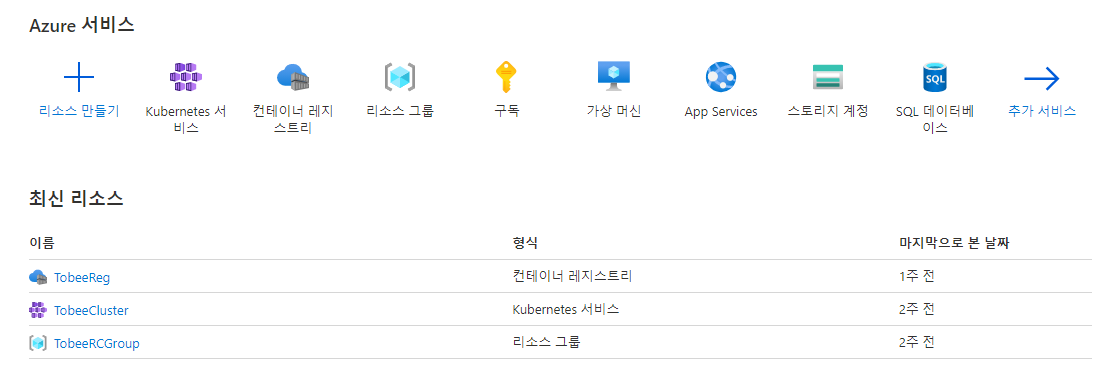 Azure 서비스
리소스 만들기
Kubernetes 서
비스
컨테이너 레지
스트리
리소스 그룹
구독
가상 머신
App Services
스토리지 계정
SQL
SQL 데이터베
이스
추가 서비스
최신 리소스
이름 형식 마지막으로 본 날짜
TobeeReg 컨테이너 레지스트리 1주 전
TobeeCluster Kubernetes 서비스 2주 전
TobeeRCGroup 리소스 그룹 2주 전